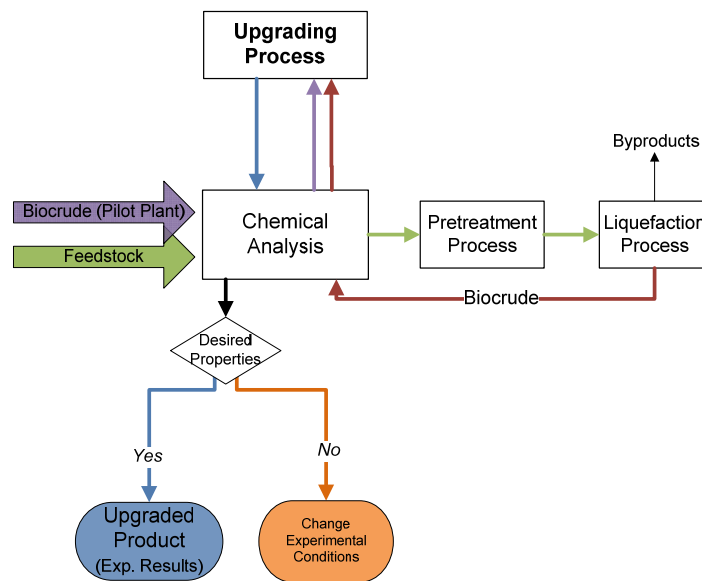 Upgrading
Process
Byproducts
Biocrude (Pilot Plant)
Feedstock
Chemical
Analysis
Pretreatment
Process
Liquefaction
Process
Biocrude
Desired
Properties
Yes
No
Upgraded
Product
(Exp. Results)
Change
Experimental
Conditions